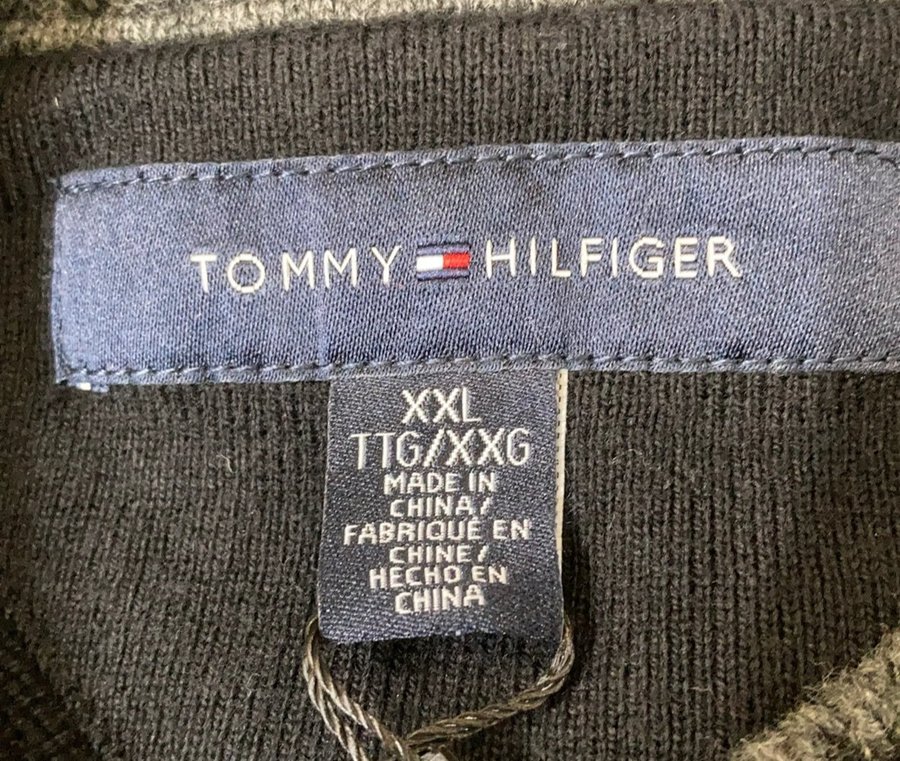 TOMMY HILFIGER
XXL
TTG/XXG
MADE IN
CHINA/
FABRIQUÉ EN
CHINE/
HECHO EN
CHINA